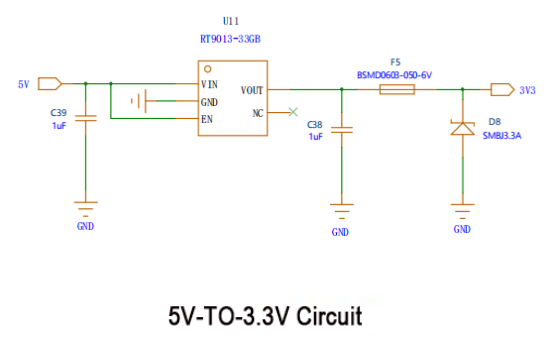 U11
RT9013-33GB
5V
VIN
GND
EN
VOUT
NC
C39
1uF
GND
C38
1uF
GND
F5
BSMD0603-050-6V
3V3
D8
SMBJ3.3A
GND
5V-TO-3.3V Circuit